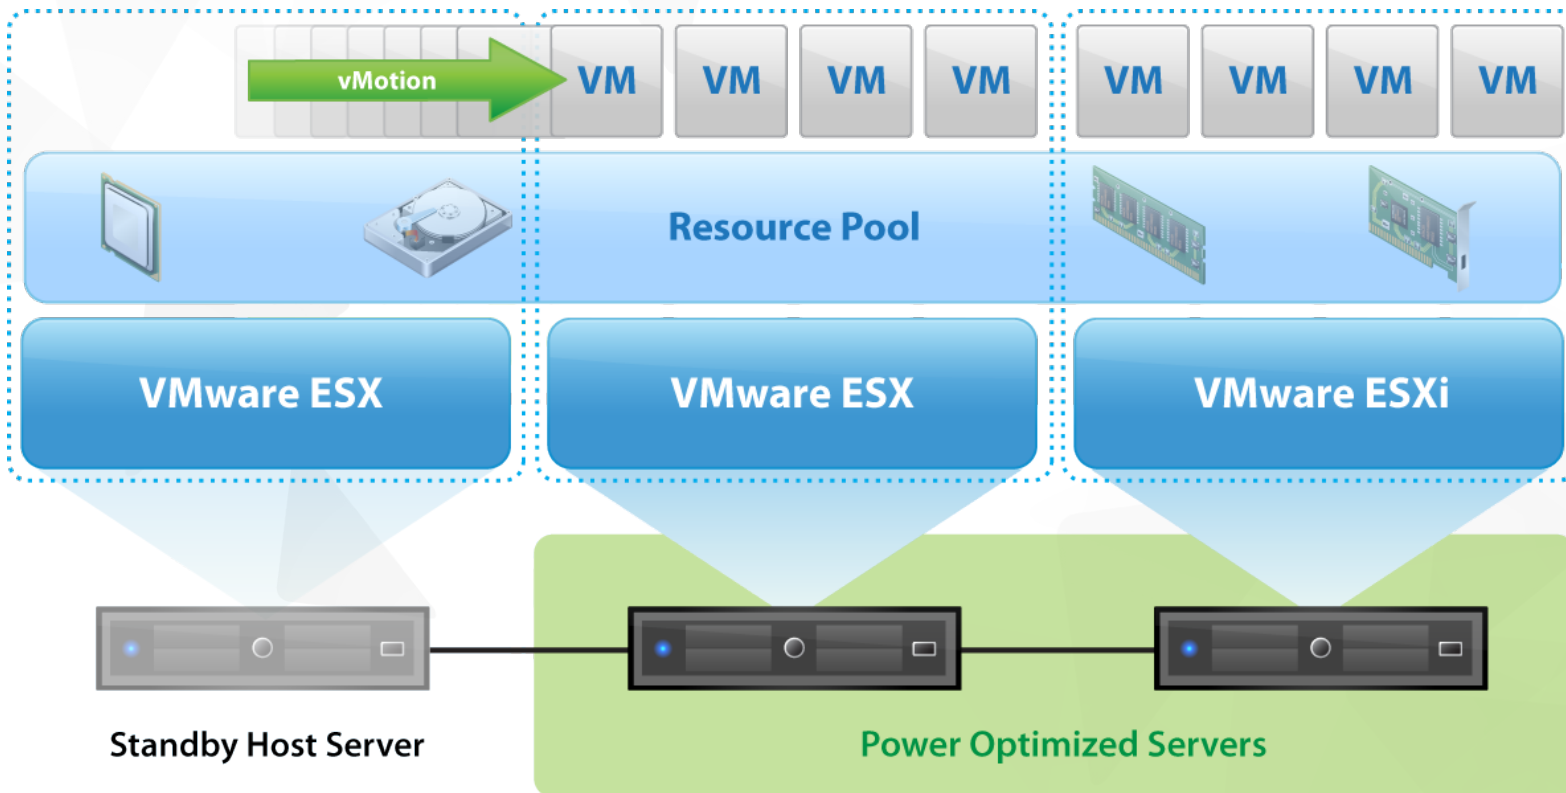 vMotion
VM VM VM VM VM VM VM VM
Resource Pool
VMware ESX VMware ESX VMware ESXi
Standby Host Server Power Optimized Servers